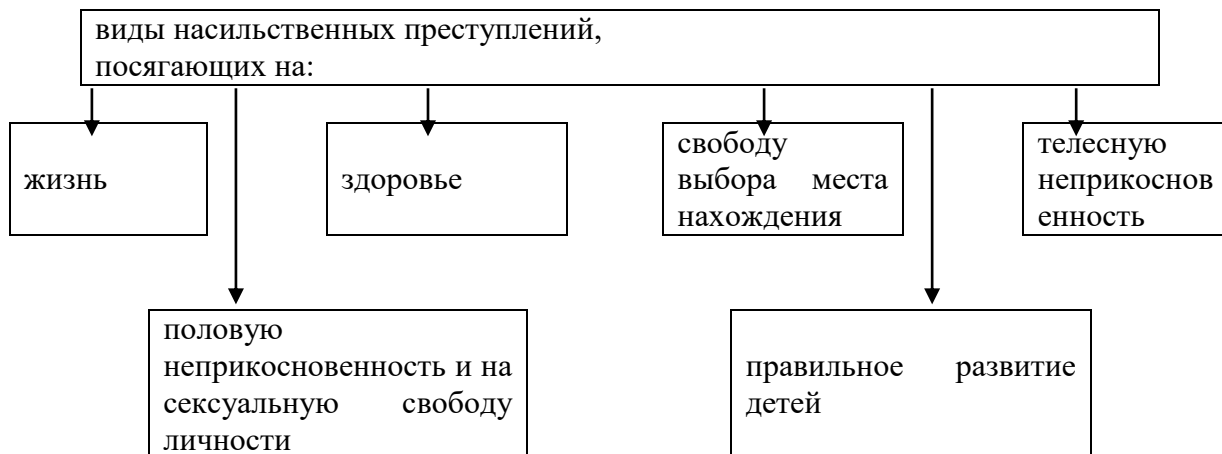 виды насильственных преступлений,
посягающих на:
жизнь
здоровье
свободу
выбора места
нахождения
телесную
неприкоснов
енность
половую
неприкосновенность и на
сексуальную свободу
личности
правильное развитие
детей